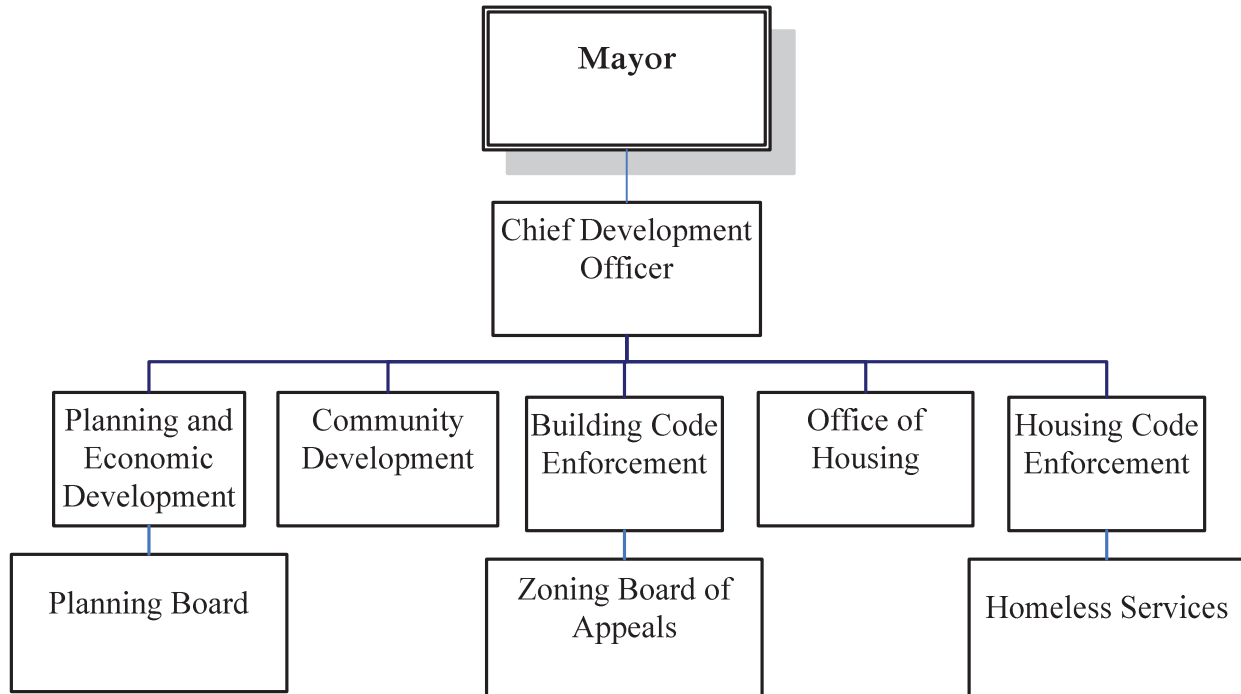 Mayor
Chief Development
Officer
Planning and
Economic
Development
Community
Development
Building Code
Enforcement
Office of
Housing
Housing Code
Enforcement
Planning Board
Zoning Board of
Appeals
Homeless Services